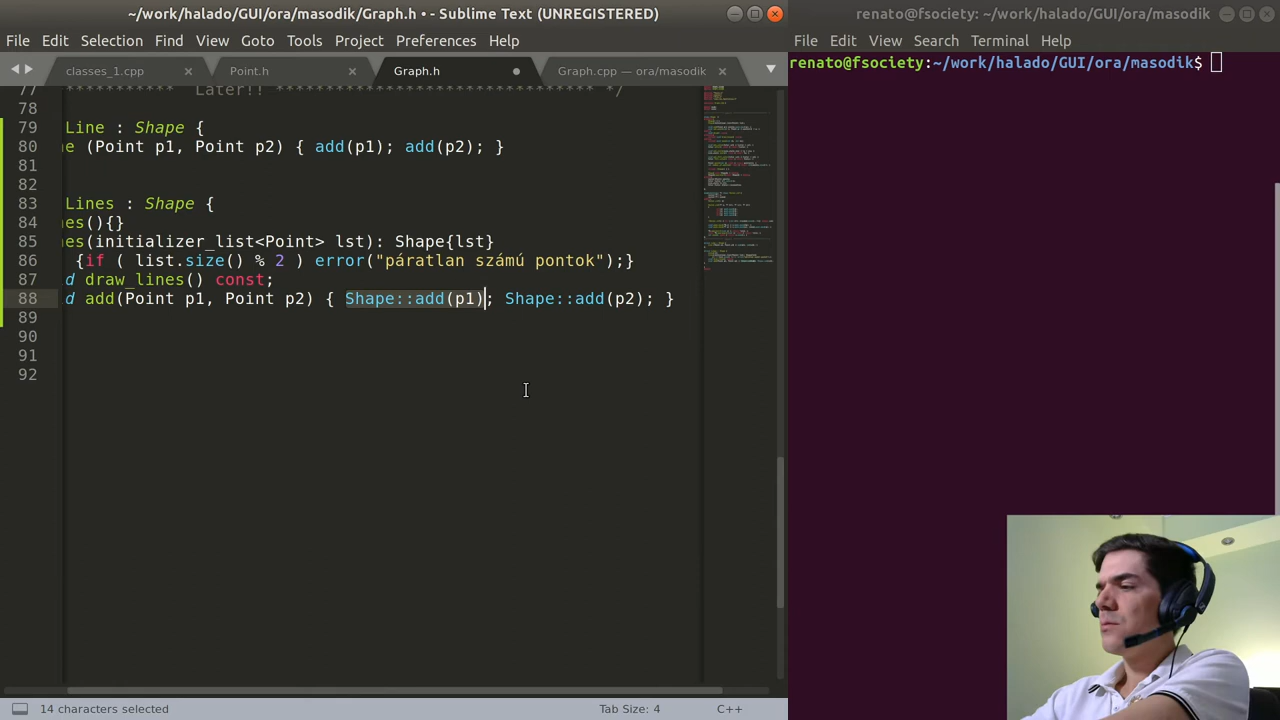 ~/work/halado/GUI/ora/masodik/Graph.h • - Sublime Text (UNREGISTERED)
File Edit Selection Find View Goto Tools Project Preferences Help
classes_1.cpp × Point.h × Graph.h Graph.cpp — ora/masodik ×
77 *********** Later!! ******************************** */
78
79 Line : Shape {
80 ne (Point p1, Point p2) { add(p1); add(p2); }
81
82
83 Lines : Shape {
84 nes(){}
85 nes(initializer_list<Point> lst): Shape{lst}
86 {if ( list.size() % 2 ) error("páratlan számú pontok");}
87 d draw_lines() const;
88 d add(Point p1, Point p2) { Shape::add(p1); Shape::add(p2); }
89
90
91
92
14 characters selected Tab Size: 4 C++
renato@fsociety: ~/work/halado/GUI/ora/masodik
File Edit View Search Terminal Help
renato@fsociety:~/work/halado/GUI/ora/masodik$